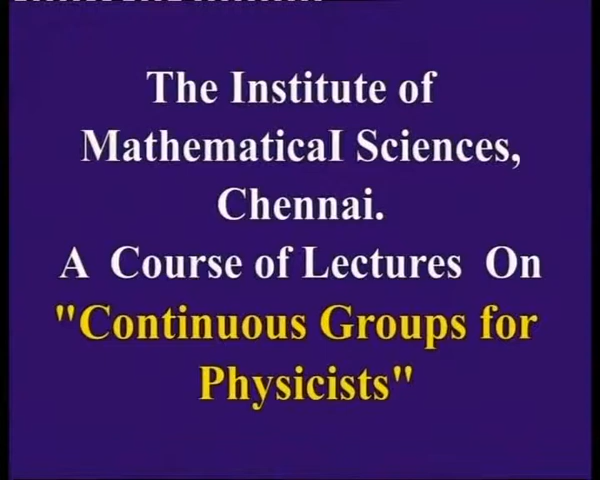 The Institute of
Mathematical Sciences,
Chennai.
A Course of Lectures On
"Continuous Groups for
Physicists"